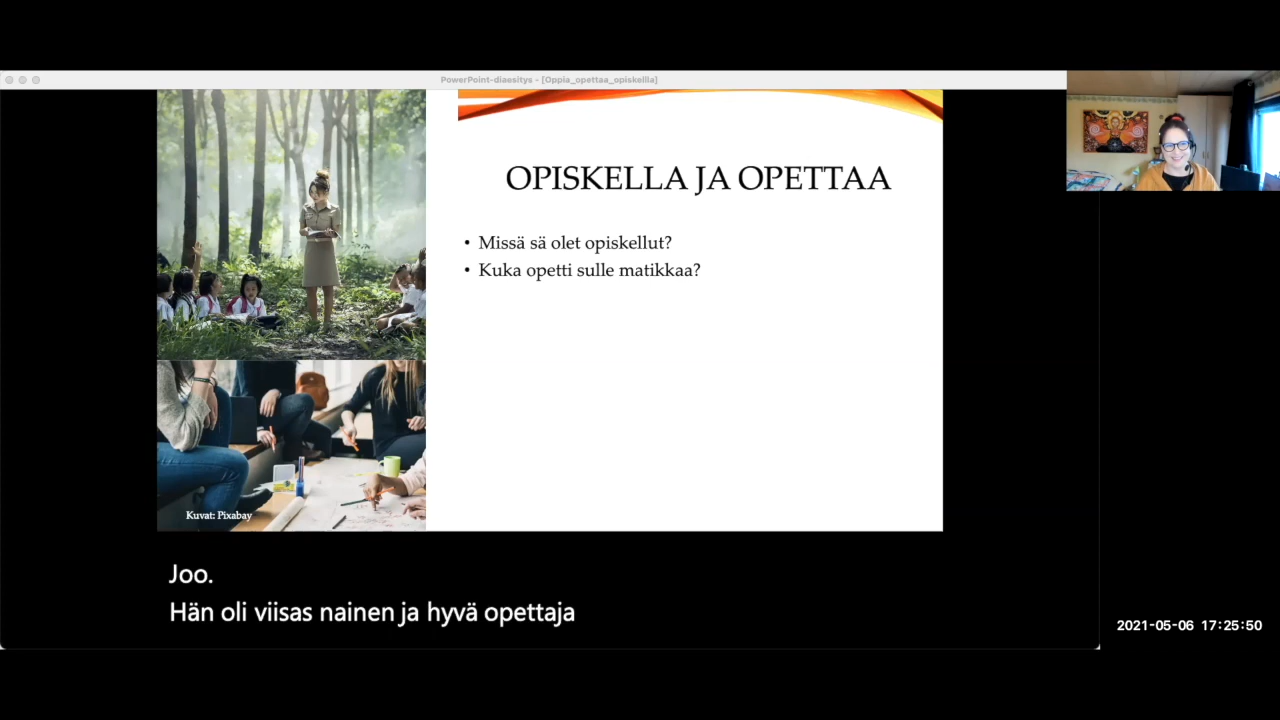 PowerPoint-diaesitys - [Oppia_opettaa_opiskella]
OPISKELLA JA OPETTAA
• Missä sä olet opiskellut?
• Kuka opetti sulle matikkaa?
Kuvat: Pixabay
Joo.
Hän oli viisas nainen ja hyvä opettaja
2021-05-06 17:25:50